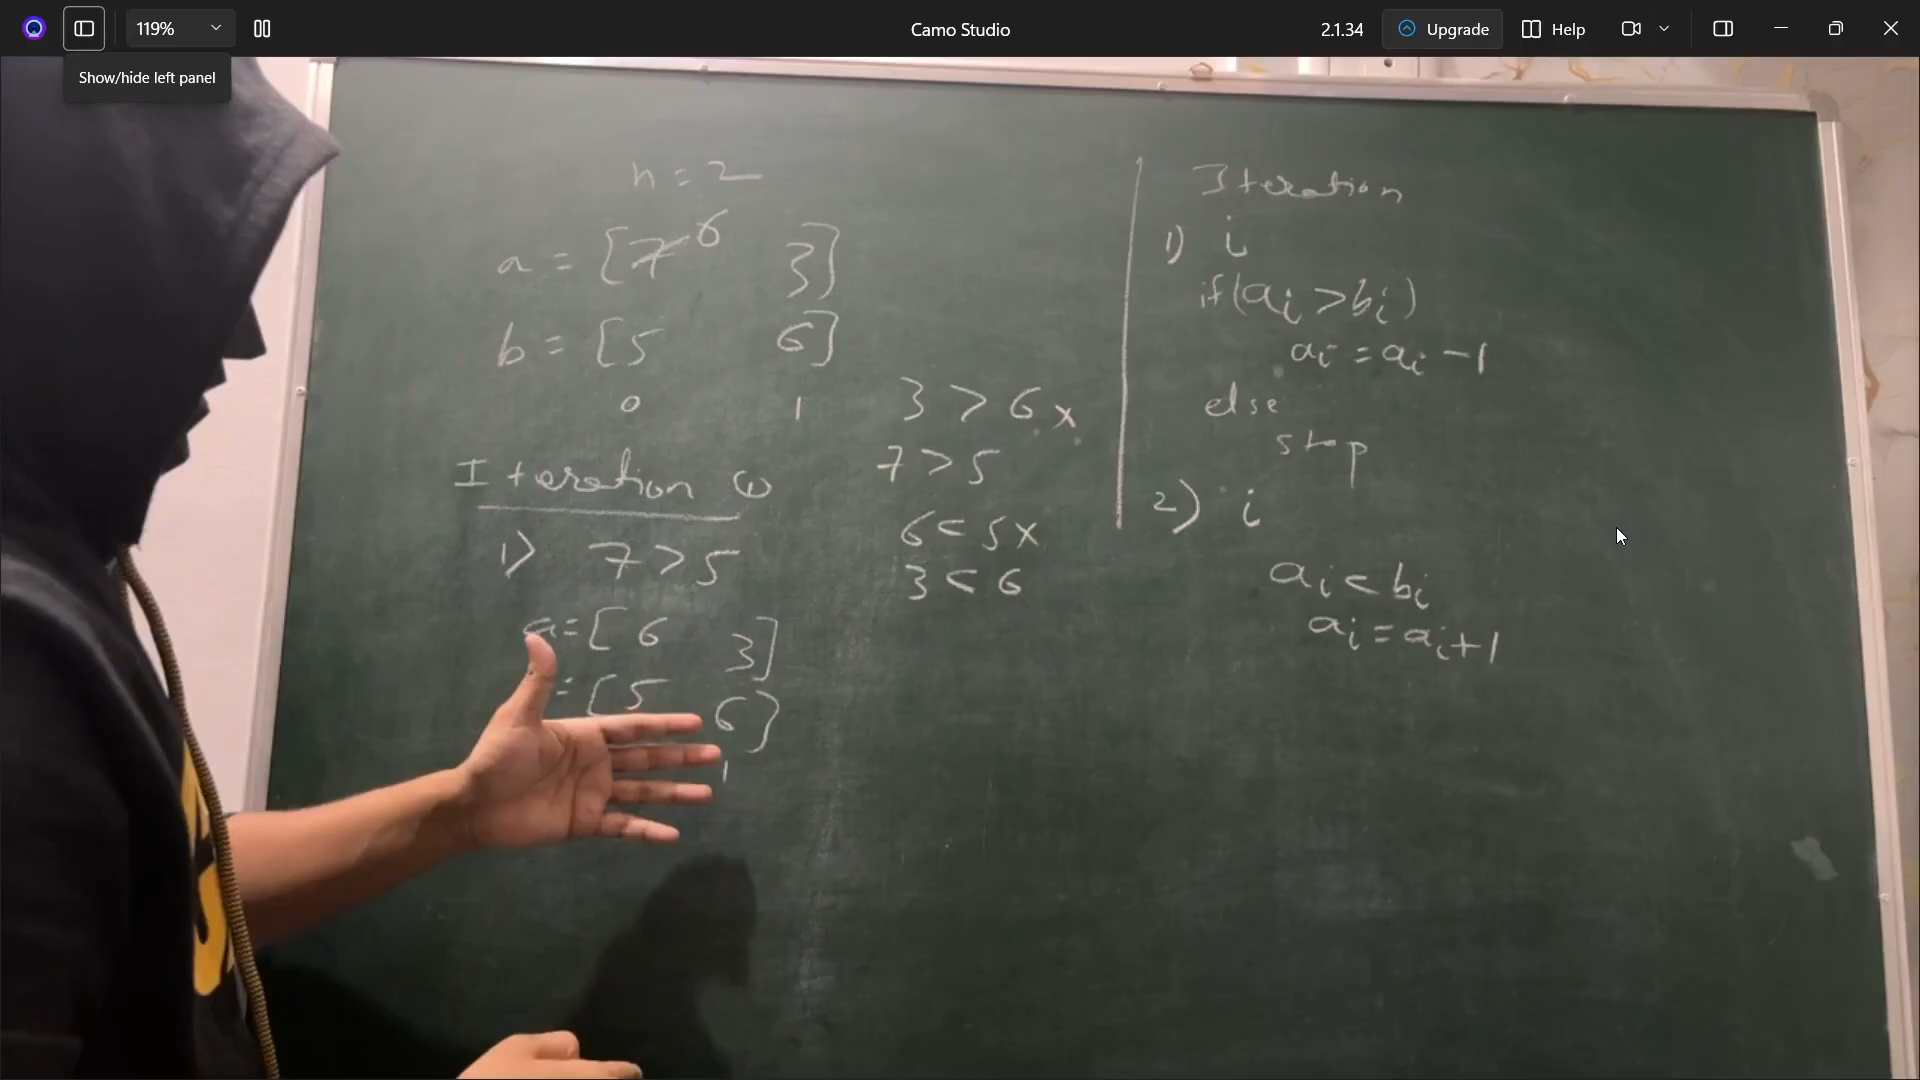 119%
Camo Studio
2.1.34
Upgrade
Help
Show/hide left panel
n = 2
a = [7 6 3]
b = [5 6]
0 1
3 > 6 x
7 > 5
6 < 5 x
3 < 6
Iteration 1
1) 7 > 5
a = [6 3]
= [5 6]
1
Iteration
1) i
if (ai > bi)
ai = ai - 1
else
stop
2) i
ai < bi
ai = ai + 1